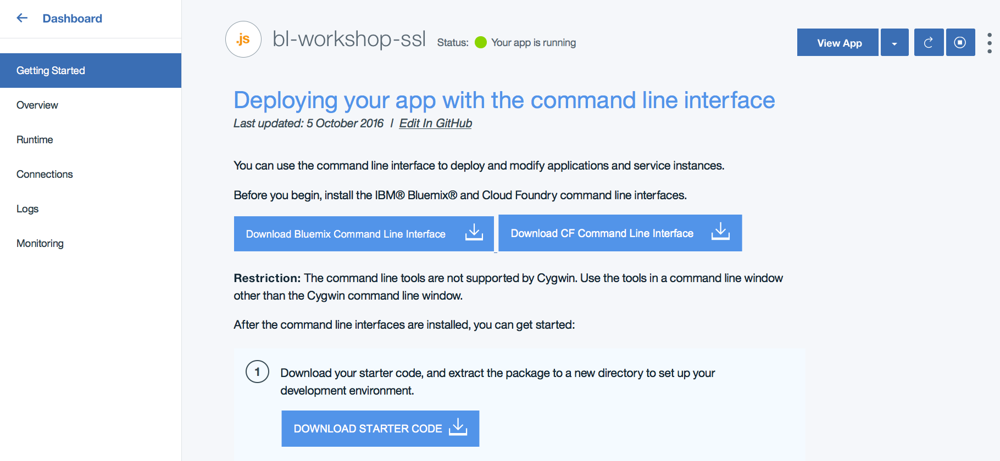 Dashboard
Getting Started
Overview
Runtime
Connections
Logs
Monitoring
.js
bl-workshop-ssl
Status: Your app is running
View App
Deploying your app with the command line interface
Last updated: 5 October 2016 | Edit In GitHub
You can use the command line interface to deploy and modify applications and service instances.
Before you begin, install the IBM® Bluemix® and Cloud Foundry command line interfaces.
Download Bluemix Command Line Interface
Download CF Command Line Interface
Restriction: The command line tools are not supported by Cygwin. Use the tools in a command line window
other than the Cygwin command line window.
After the command line interfaces are installed, you can get started:
1
Download your starter code, and extract the package to a new directory to set up your
development environment.
DOWNLOAD STARTER CODE